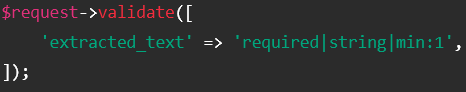 $request->validate([
    'extracted_text' => 'required|string|min:1',
]);